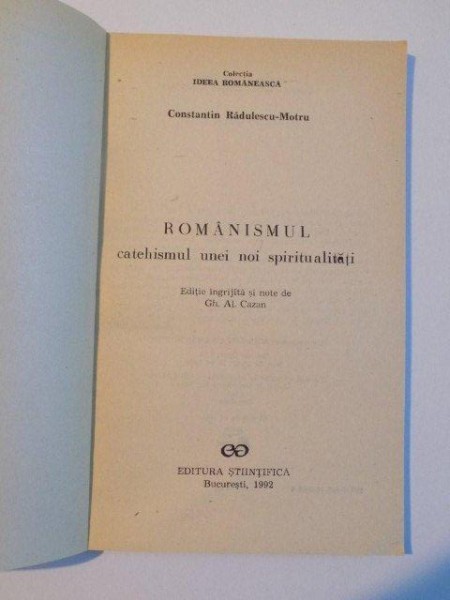 Colecția
IDEEA ROMÂNEASCĂ
Constantin Rădulescu-Motru
ROMÂNISMUL
catehismul unei noi spiritualități
Ediție îngrijită și note de
Gh. Al. Cazan
EDITURA ȘTIINȚIFICĂ
București, 1992